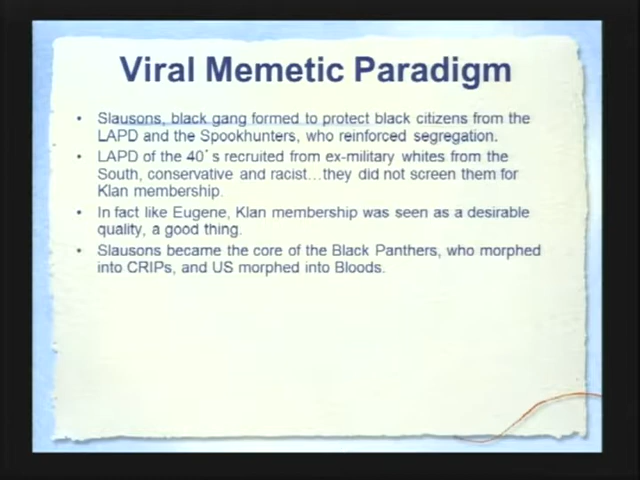 Viral Memetic Paradigm
• Slausons, black gang formed to protect black citizens from the
LAPD and the Spookhunters, who reinforced segregation.
• LAPD of the 40's recruited from ex-military whites from the
South, conservative and racist…they did not screen them for
Klan membership.
• In fact like Eugene, Klan membership was seen as a desirable
quality, a good thing.
• Slausons became the core of the Black Panthers, who morphed
into CRIPs, and US morphed into Bloods.